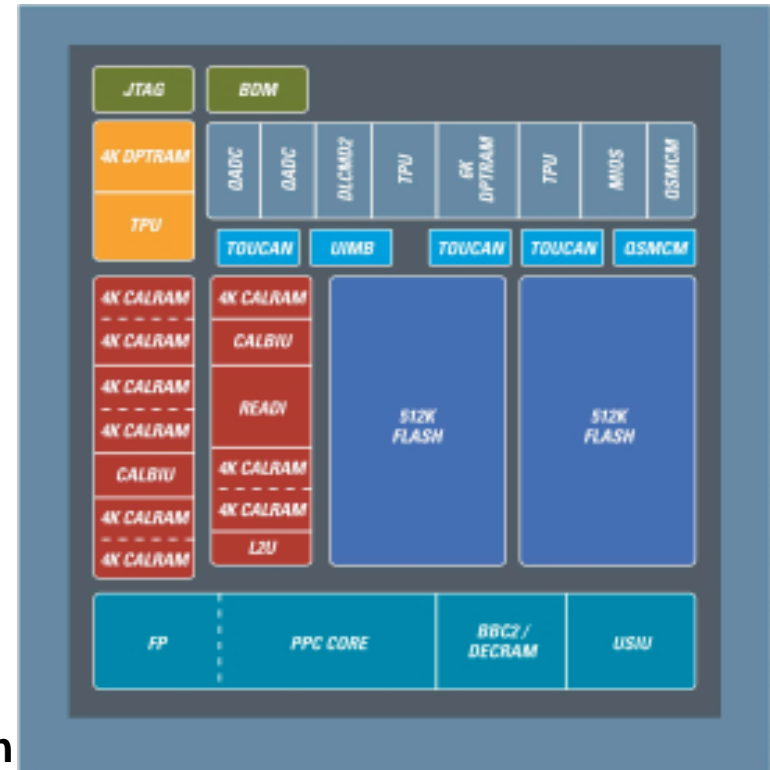 JTAG
BDM
4K DPTRAM
TPU
QADC
QADC
DLCMD2
TPU
6K
DPTRAM
TPU
MIOS
QSMCM
TOUCAN
UIMB
TOUCAN
TOUCAN
QSMCM
4K CALRAM
4K CALRAM
4K CALRAM
4K CALRAM
CALBIU
4K CALRAM
4K CALRAM
4K CALRAM
CALBIU
READI
4K CALRAM
4K CALRAM
L2U
512K
FLASH
512K
FLASH
FP
PPC CORE
BBC2 /
DECRAM
USIU